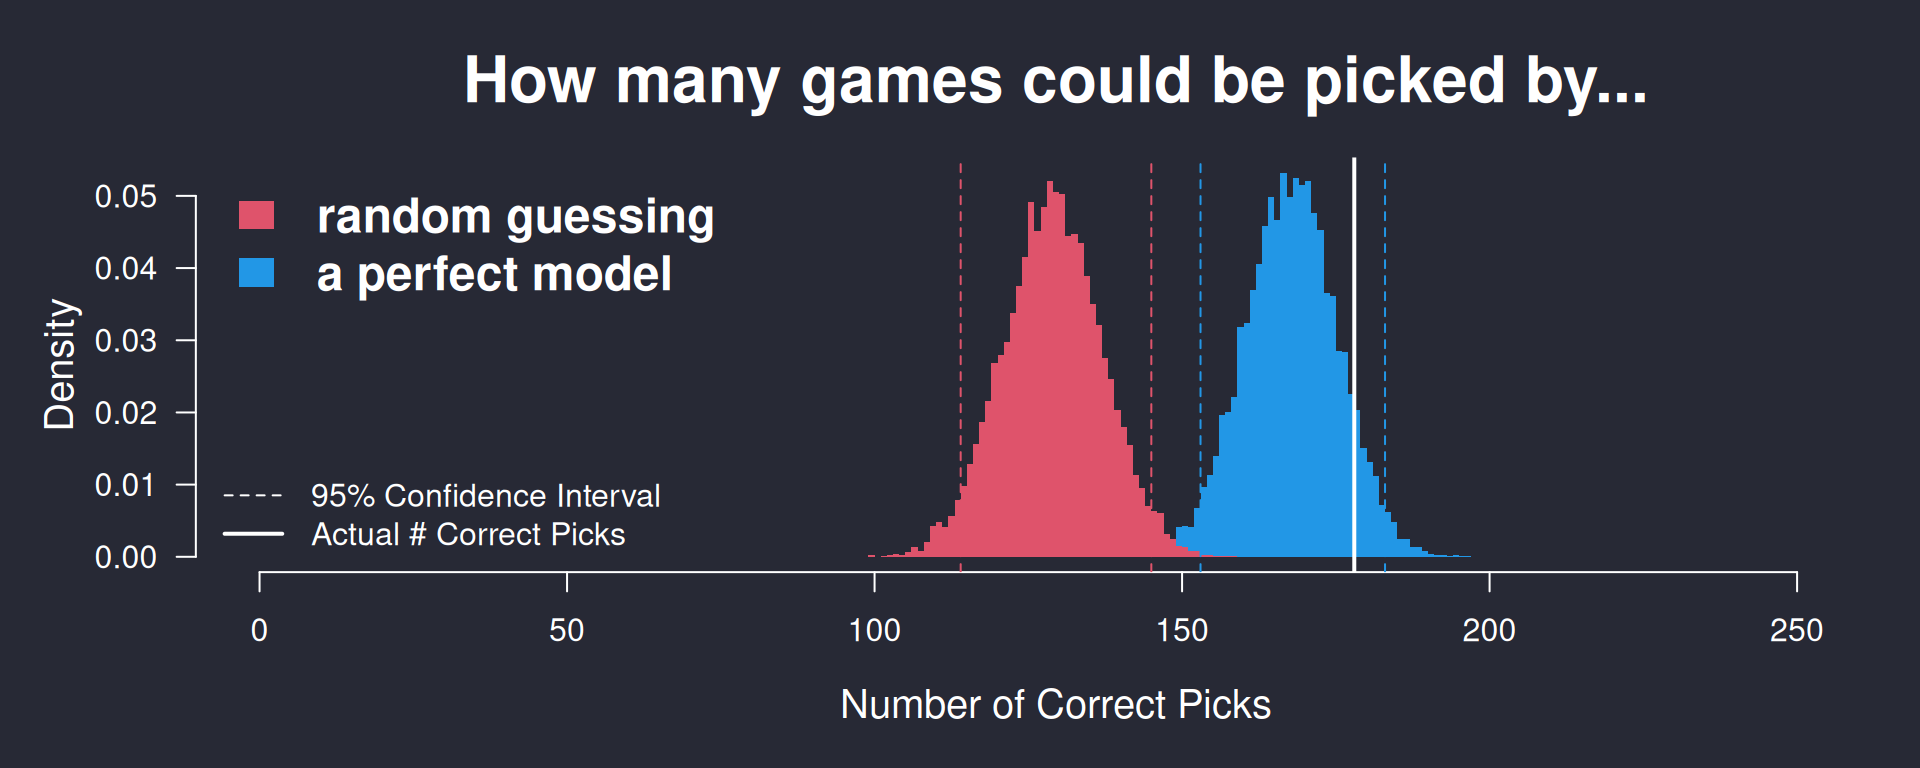 How many games could be picked by...
random guessing
a perfect model
95% Confidence Interval
Actual # Correct Picks
Density
0.05
0.04
0.03
0.02
0.01
0.00
0 50 100 150 200 250
Number of Correct Picks